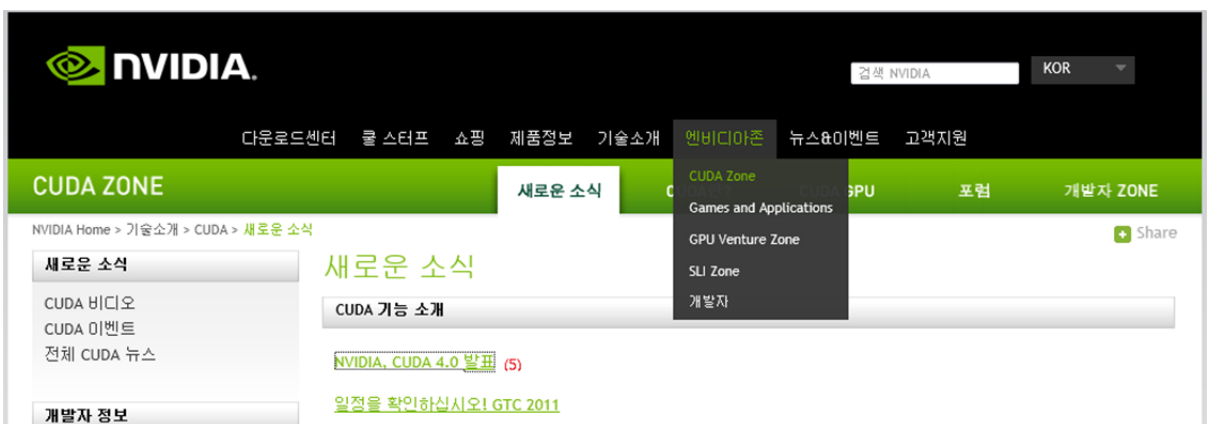 NVIDIA.
검색 NVIDIA KOR
다운로드센터 쿨 스터프 쇼핑 제품정보 기술소개 엔비디아존 뉴스&이벤트 고객지원
CUDA ZONE 새로운 소식 GPU 포럼 개발자 ZONE
CUDA Zone
Games and Applications
GPU Venture Zone
SLI Zone
개발자
NVIDIA Home > 기술소개 > CUDA > 새로운 소식 Share
새로운 소식
CUDA 비디오
CUDA 이벤트
전체 CUDA 뉴스
개발자 정보
새로운 소식
CUDA 기능 소개
NVIDIA, CUDA 4.0 발표 (5)
일정을 확인하십시오! GTC 2011